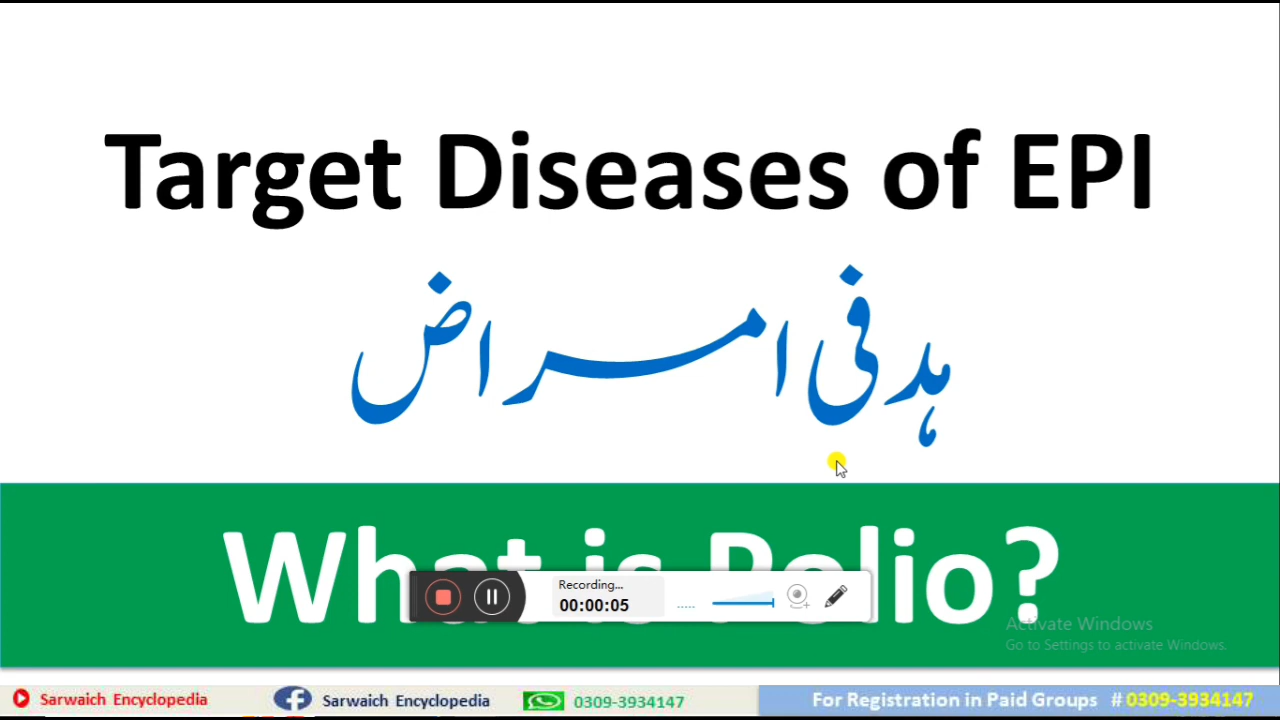 Target Diseases of EPI
ہدفی امراض
What is Polio?
Recording...
00:00:05
Activate Windows
Go to Settings to activate Windows.
Sarwaich Encyclopedia
Sarwaich Encyclopedia
0309-3934147
For Registration in Paid Groups # 0309-3934147